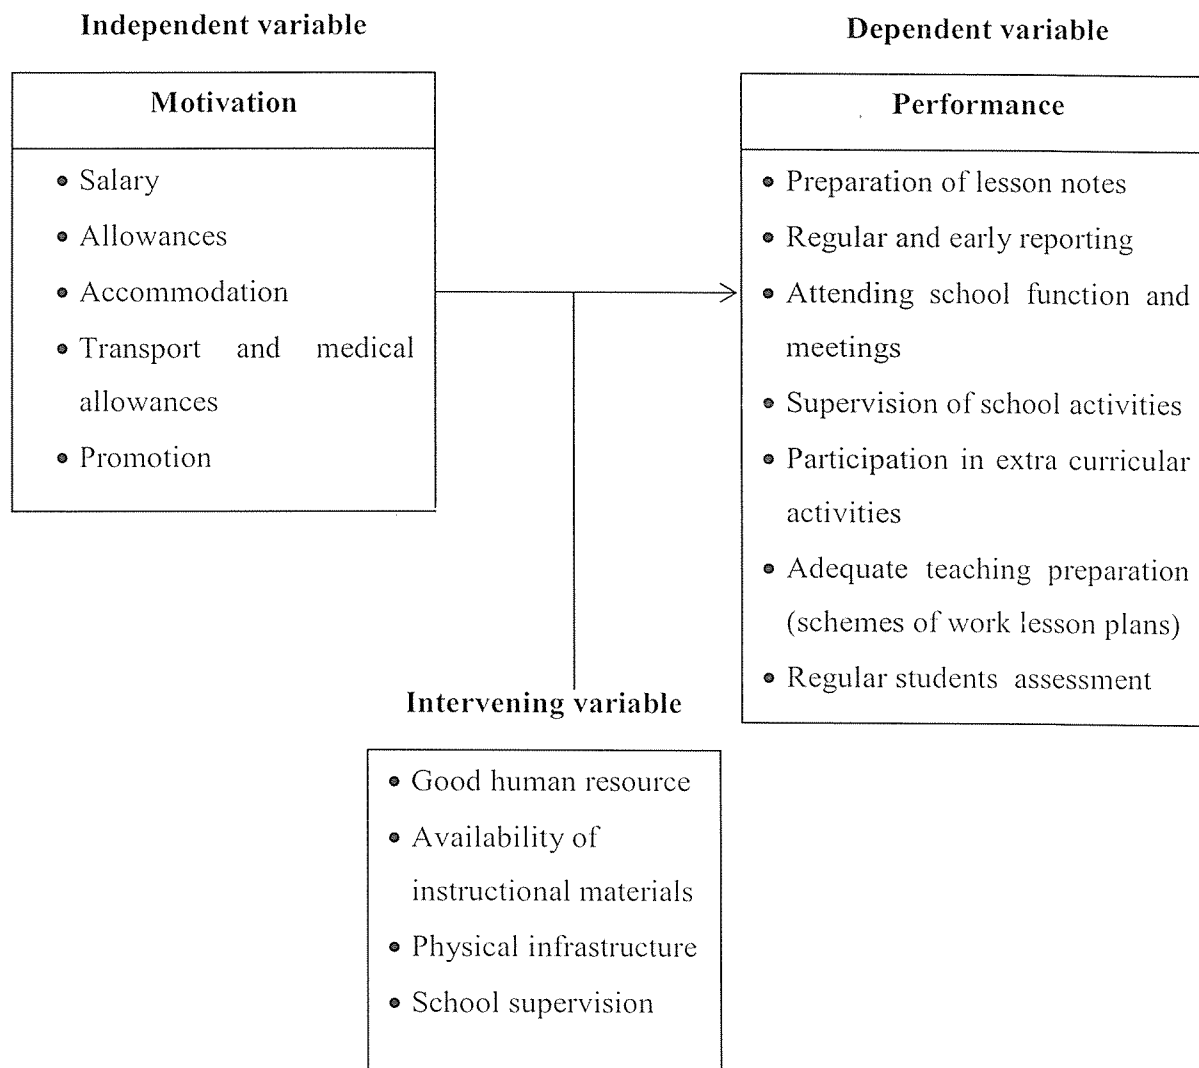 Independent variable
Motivation
• Salary
• Allowances
• Accommodation
• Transport and medical
allowances
• Promotion
Dependent variable
Performance
• Preparation of lesson notes
• Regular and early reporting
• Attending school function and
meetings
• Supervision of school activities
• Participation in extra curricular
activities
• Adequate teaching preparation
(schemes of work lesson plans)
• Regular students assessment
Intervening variable
• Good human resource
• Availability of
instructional materials
• Physical infrastructure
• School supervision